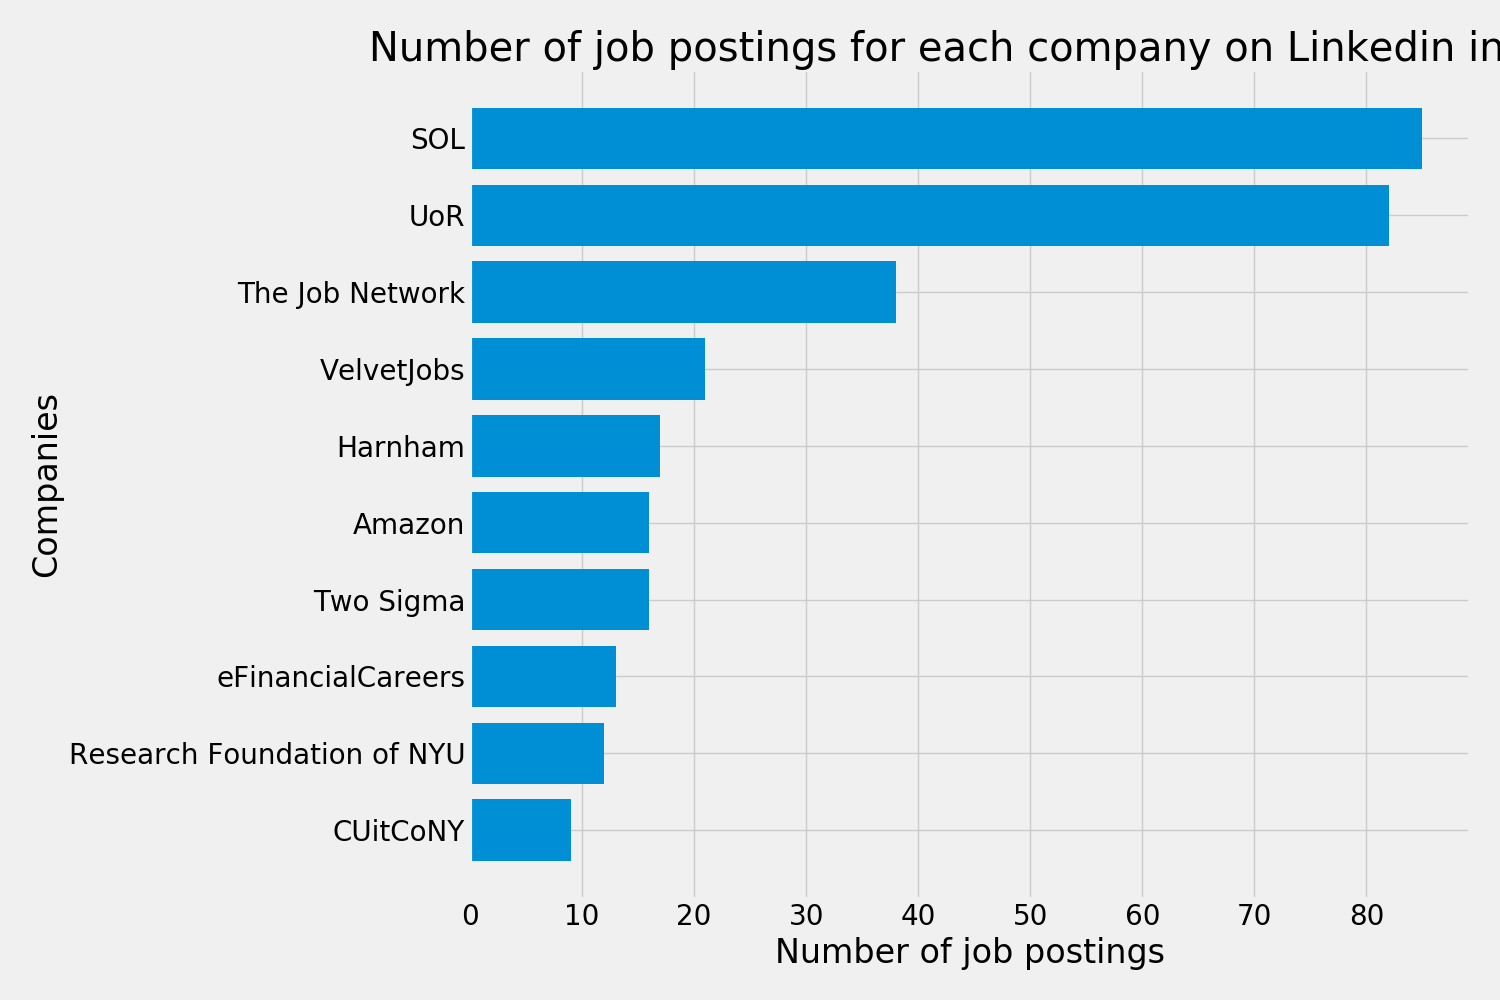 Number of job postings for each company on Linkedin in
SOL
UoR
The Job Network
VelvetJobs
Harnham
Amazon
Two Sigma
eFinancialCareers
Research Foundation of NYU
CUitCoNY
Companies
0 10 20 30 40 50 60 70 80
Number of job postings